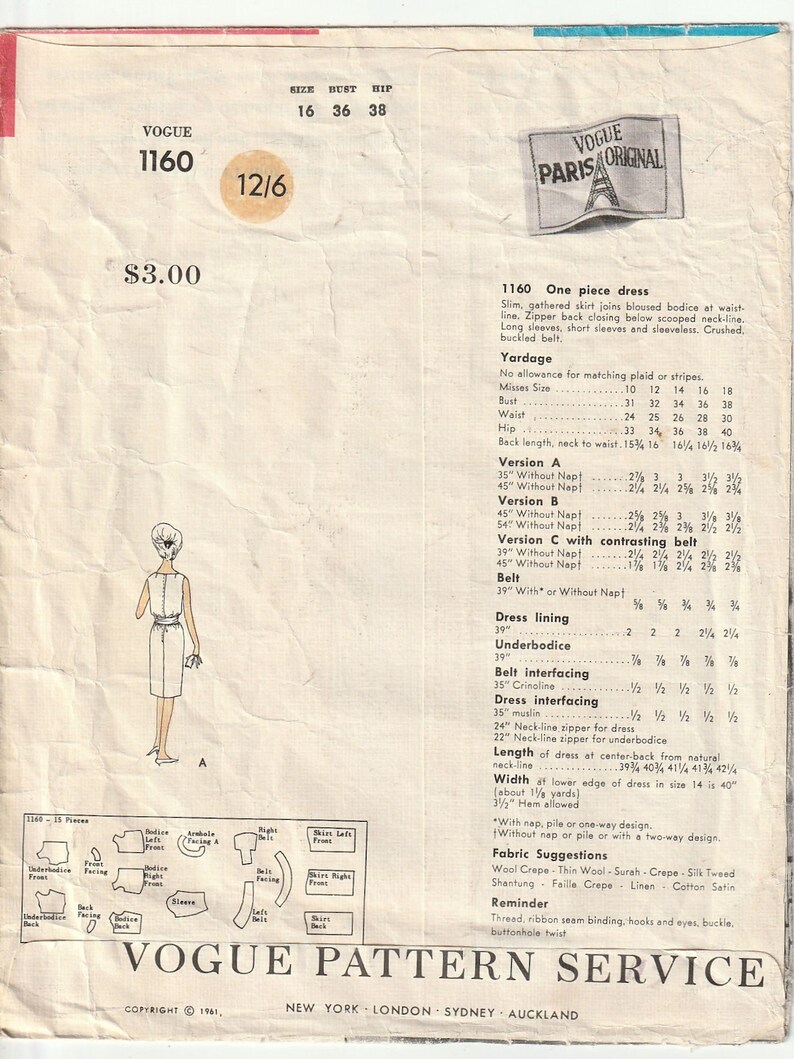 SIZE BUST HIP
16 36 38
VOGUE
1160
12/6
$3.00
VOGUE
PARIS ORIGINAL
1160 One piece dress
Slim, gathered skirt joins bloused bodice at waist-
line. Zipper back closing below scooped neck-line.
Long sleeves, short sleeves and sleeveless. Crushed,
buckled belt.
Yardage
No allowance for matching plaid or stripes.
Misses Size ............10 12 14 16 18
Bust ...................31 32 34 36 38
Waist ..................24 25 26 28 30
Hip ....................33 34 36 38 40
Back length, neck to waist.15¾ 16 16¼ 16½ 16¾
Version A
35" Without Nap† .......2⅞ 3 3 3½ 3½
45" Without Nap† .......2¼ 2¼ 2⅝ 2⅝ 2¾
Version B
45" Without Nap† .......2⅝ 2⅝ 3 3⅛ 3⅛
54" Without Nap† .......2¼ 2⅜ 2⅜ 2½ 2½
Version C with contrasting belt
39" Without Nap† .......2¼ 2¼ 2¼ 2½ 2½
45" Without Nap† .......1⅞ 1⅞ 2¼ 2⅜ 2⅜
Belt
39" With* or Without Nap†
⅝ ⅝ ¾ ¾ ¾
Dress lining
39" ....................2 2 2 2¼ 2¼
Underbodice
39" ....................⅞ ⅞ ⅞ ⅞ ⅞
Belt interfacing
35" Crinoline .............½ ½ ½ ½ ½
Dress interfacing
35" muslin ................½ ½ ½ ½ ½
24" Neck-line zipper for dress
22" Neck-line zipper for underbodice
Length of dress at center-back from natural
neck-line ...............39¾ 40¾ 41¼ 41¾ 42¼
Width at lower edge of dress in size 14 is 40"
(about 1⅛ yards)
3½" Hem allowed
*With nap, pile or one-way design.
†Without nap or pile or with a two-way design.
Fabric Suggestions
Wool Crepe - Thin Wool - Surah - Crepe - Silk Tweed
Shantung - Faille Crepe - Linen - Cotton Satin
Reminder
Thread, ribbon seam binding, hooks and eyes, buckle,
buttonhole twist
A
1160 - 15 Pieces
Underbodice
Front
Front
Facing
Bodice
Left
Front
Armhole
Facing A
Right
Belt
Skirt Left
Front
Bodice
Right
Front
Belt
Facing
Skirt Right
Front
Underbodice
Back
Back
Facing
Bodice
Back
Sleeve
Left
Belt
Skirt
Back
VOGUE PATTERN SERVICE
COPYRIGHT © 1961,
NEW YORK · LONDON · SYDNEY · AUCKLAND